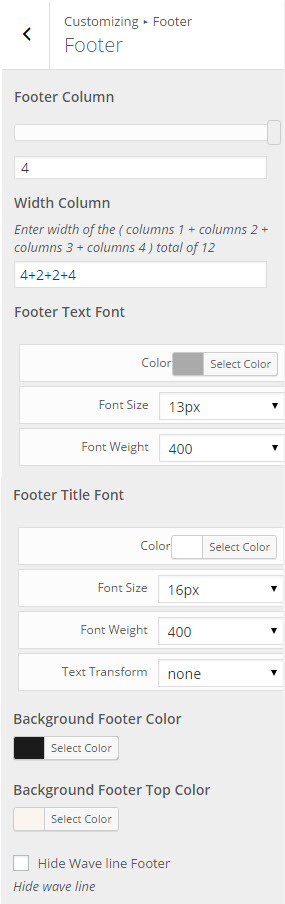 Customizing ▸ Footer
Footer
Footer Column
4
Width Column
Enter width of the ( columns 1 + columns 2 +
columns 3 + columns 4 ) total of 12
4+2+2+4
Footer Text Font
Color Select Color
Font Size 13px
Font Weight 400
Footer Title Font
Color Select Color
Font Size 16px
Font Weight 400
Text Transform none
Background Footer Color
Select Color
Background Footer Top Color
Select Color
Hide Wave line Footer
Hide wave line